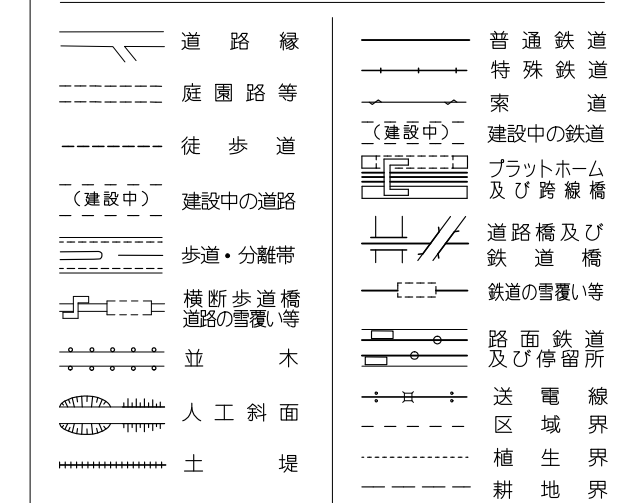 道路縁
庭園路等
徒歩道
（建設中） 建設中の道路
歩道・分離帯
横断歩道橋
道路の雪覆い等
並木
人工斜面
土堤
普通鉄道
特殊鉄道
索道
（建設中） 建設中の鉄道
プラットホーム
及び跨線橋
道路橋及び
鉄道橋
鉄道の雪覆い等
路面鉄道
及び停留所
送電線
区域界
植生界
耕地界